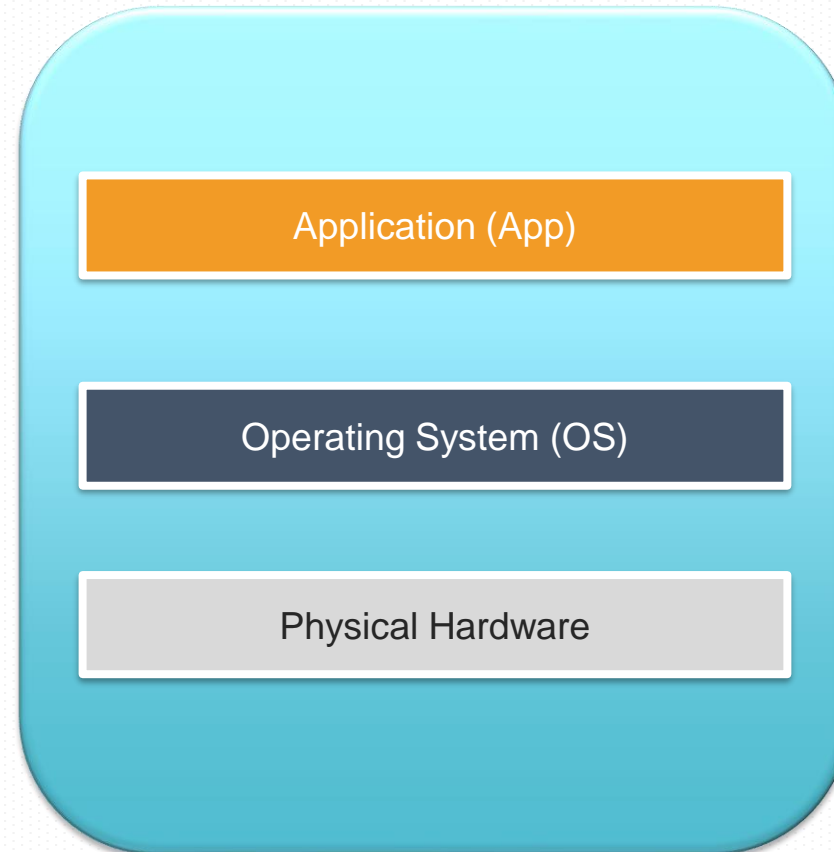 Application (App)
Operating System (OS)
Physical Hardware